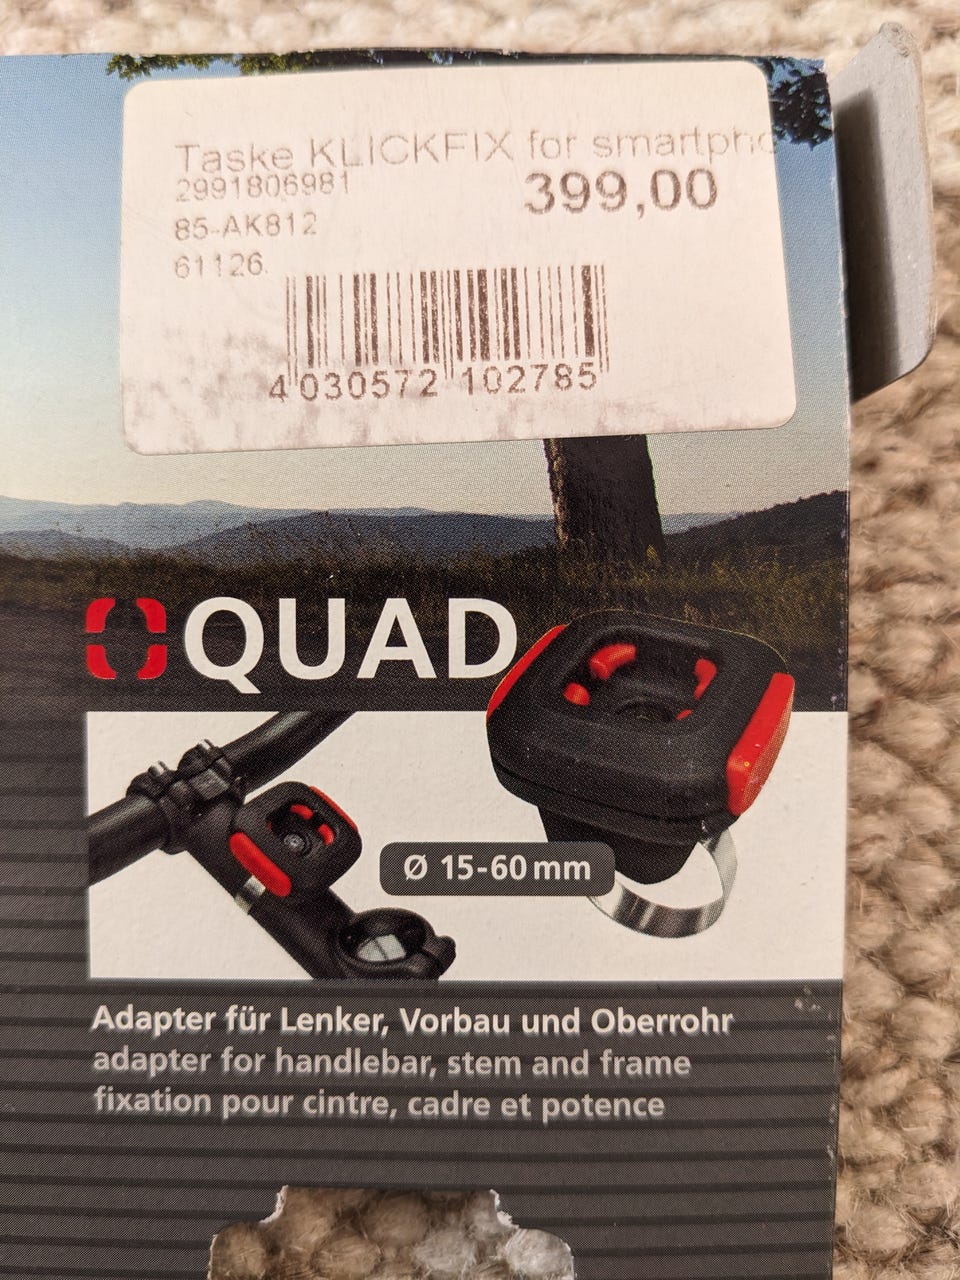 Taske KLICKFIX for smartpho
2991806981
399,00
85-AK812
61126.
4 030572 102785
QUAD
Ø 15-60 mm
Adapter für Lenker, Vorbau und Oberrohr
adapter for handlebar, stem and frame
fixation pour cintre, cadre et potence